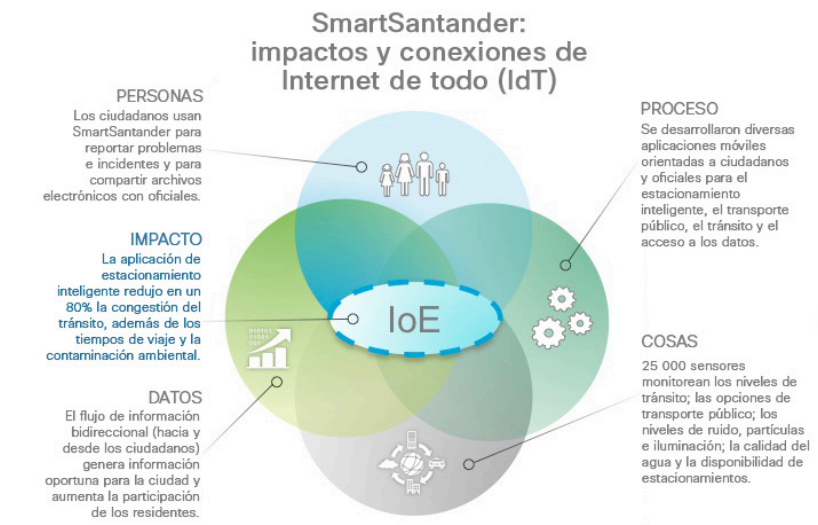 SmartSantander:
impactos y conexiones de
Internet de todo (IdT)
PERSONAS
Los ciudadanos usan
SmartSantander para
reportar problemas
e incidentes y para
compartir archivos
electrónicos con oficiales.
PROCESO
Se desarrollaron diversas
aplicaciones móviles
orientadas a ciudadanos
y oficiales para el
estacionamiento
inteligente, el transporte
público, el tránsito y el
acceso a los datos.
IMPACTO
La aplicación de
estacionamiento
inteligente redujo en un
80% la congestión del
tránsito, además de los
tiempos de viaje y la
contaminación ambiental.
IoE
DATOS
El flujo de información
bidireccional (hacia y
desde los ciudadanos)
genera información
oportuna para la ciudad y
aumenta la participación
de los residentes.
COSAS
25 000 sensores
monitorean los niveles de
tránsito; las opciones de
transporte público; los
niveles de ruido, partículas
e iluminación; la calidad del
agua y la disponibilidad de
estacionamientos.